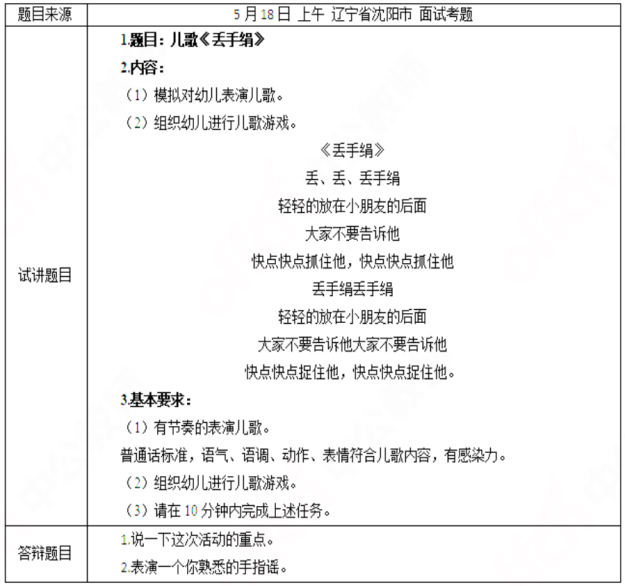 题目来源 5月18日 上午 辽宁省沈阳市 面试考题
试讲题目
1.题目：儿歌《丢手绢》
2.内容：
（1）模拟对幼儿表演儿歌。
（2）组织幼儿进行儿歌游戏。
《丢手绢》
丢、丢、丢手绢
轻轻的放在小朋友的后面
大家不要告诉他
快点快点抓住他，快点快点抓住他
丢手绢丢手绢
轻轻的放在小朋友的后面
大家不要告诉他大家不要告诉他
快点快点捉住他，快点快点捉住他。
3.基本要求：
（1）有节奏的表演儿歌。
普通话标准，语气、语调、动作、表情符合儿歌内容，有感染力。
（2）组织幼儿进行儿歌游戏。
（3）请在10分钟内完成上述任务。
答辩题目
1.说一下这次活动的重点。
2.表演一个你熟悉的手指谣。